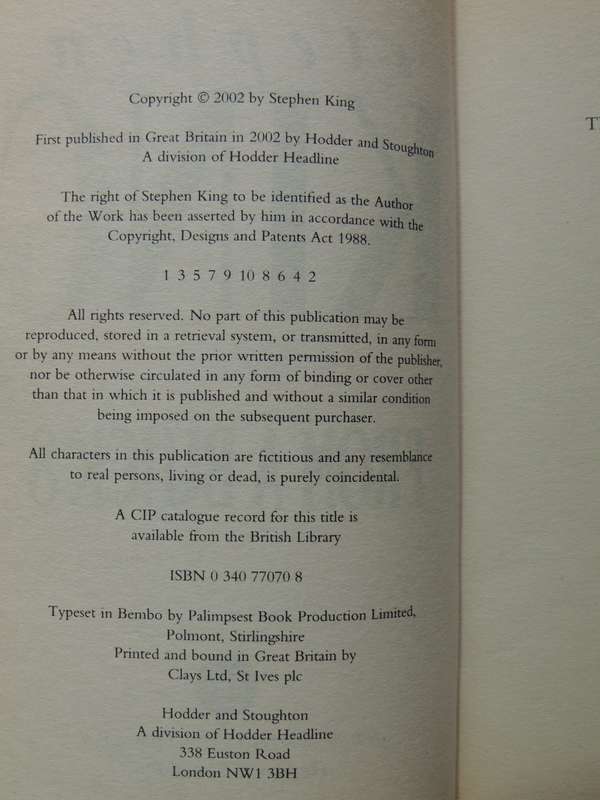 Copyright © 2002 by Stephen King
First published in Great Britain in 2002 by Hodder and Stoughton
A division of Hodder Headline
The right of Stephen King to be identified as the Author
of the Work has been asserted by him in accordance with the
Copyright, Designs and Patents Act 1988.
1 3 5 7 9 10 8 6 4 2
All rights reserved. No part of this publication may be
reproduced, stored in a retrieval system, or transmitted, in any form
or by any means without the prior written permission of the publisher,
nor be otherwise circulated in any form of binding or cover other
than that in which it is published and without a similar condition
being imposed on the subsequent purchaser.
All characters in this publication are fictitious and any resemblance
to real persons, living or dead, is purely coincidental.
A CIP catalogue record for this title is
available from the British Library
ISBN 0 340 77070 8
Typeset in Bembo by Palimpsest Book Production Limited,
Polmont, Stirlingshire
Printed and bound in Great Britain by
Clays Ltd, St Ives plc
Hodder and Stoughton
A division of Hodder Headline
338 Euston Road
London NW1 3BH